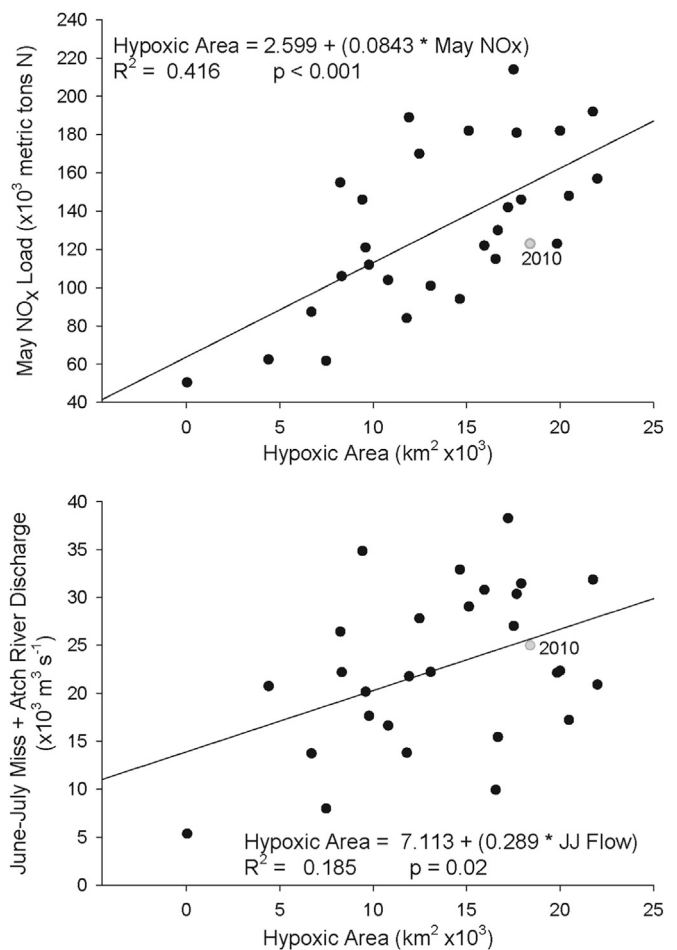 Hypoxic Area = 2.599 + (0.0843 * May NOx)
R² = 0.416 p < 0.001
May NOₓ Load (x10³ metric tons N)
240
220
200
180
160
140
120
100
80
60
40
2010
0 5 10 15 20 25
Hypoxic Area (km² x10³)
June-July Miss + Atch River Discharge
(x10³ m³ s⁻¹)
40
35
30
25
20
15
10
5
0
2010
Hypoxic Area = 7.113 + (0.289 * JJ Flow)
R² = 0.185 p = 0.02
0 5 10 15 20 25
Hypoxic Area (km² x10³)